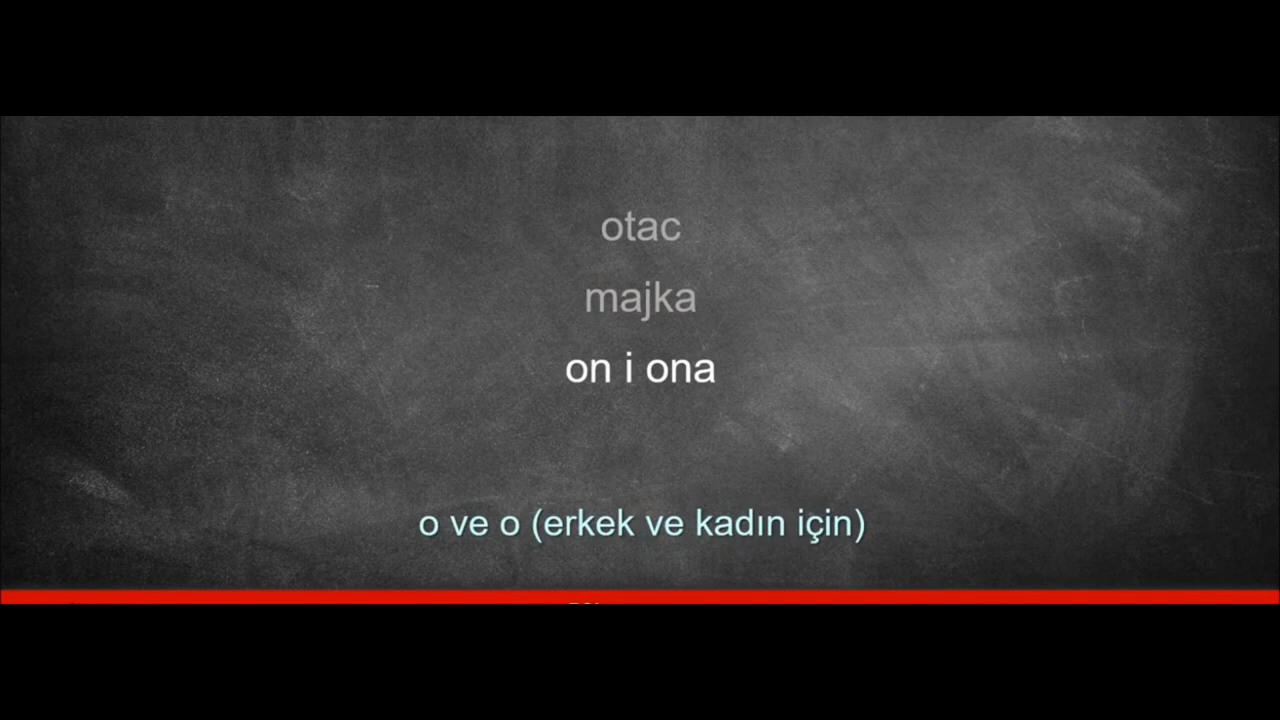 otac
majka
on i ona
o ve o (erkek ve kadın için)